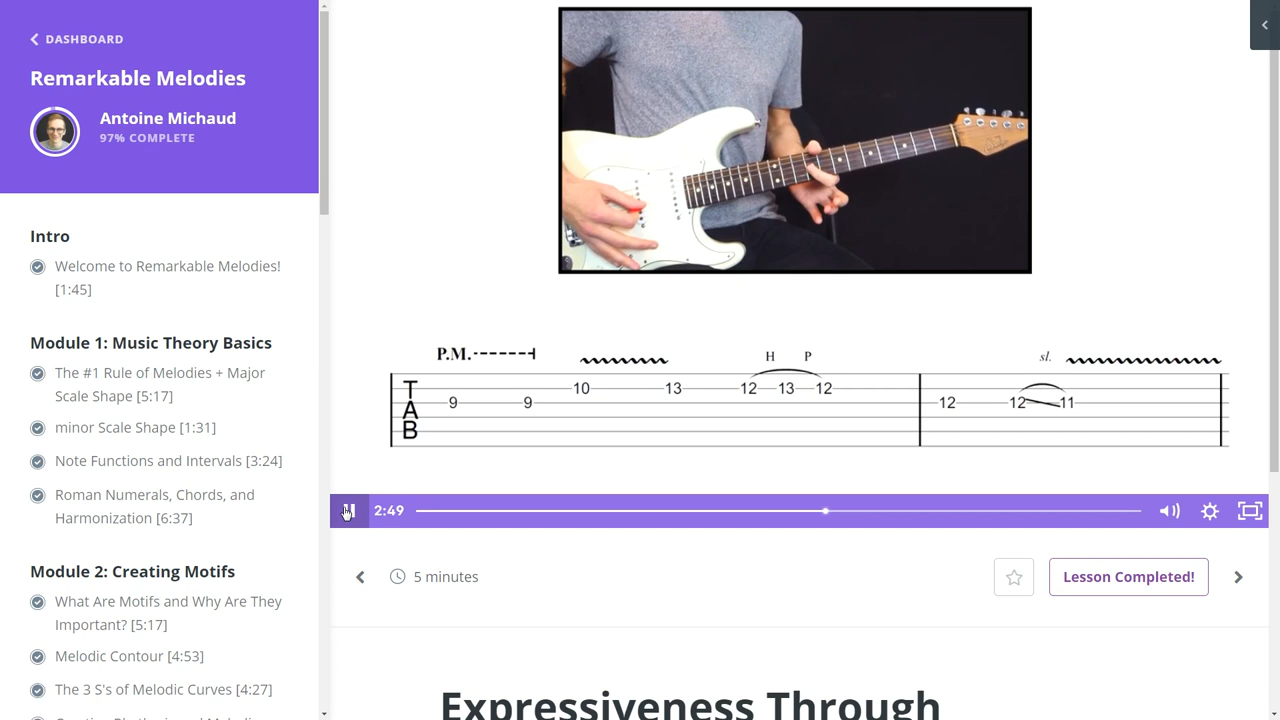 DASHBOARD
Remarkable Melodies
Antoine Michaud
97% COMPLETE
Intro
Welcome to Remarkable Melodies!
[1:45]
Module 1: Music Theory Basics
The #1 Rule of Melodies + Major
Scale Shape [5:17]
minor Scale Shape [1:31]
Note Functions and Intervals [3:24]
Roman Numerals, Chords, and
Harmonization [6:37]
Module 2: Creating Motifs
What Are Motifs and Why Are They
Important? [5:17]
Melodic Contour [4:53]
The 3 S's of Melodic Curves [4:27]
P.M.
H P
sl.
T
A
B
10 13 12 13 12
9 9 12 12 11
2:49
5 minutes
Lesson Completed!
Expressiveness Through